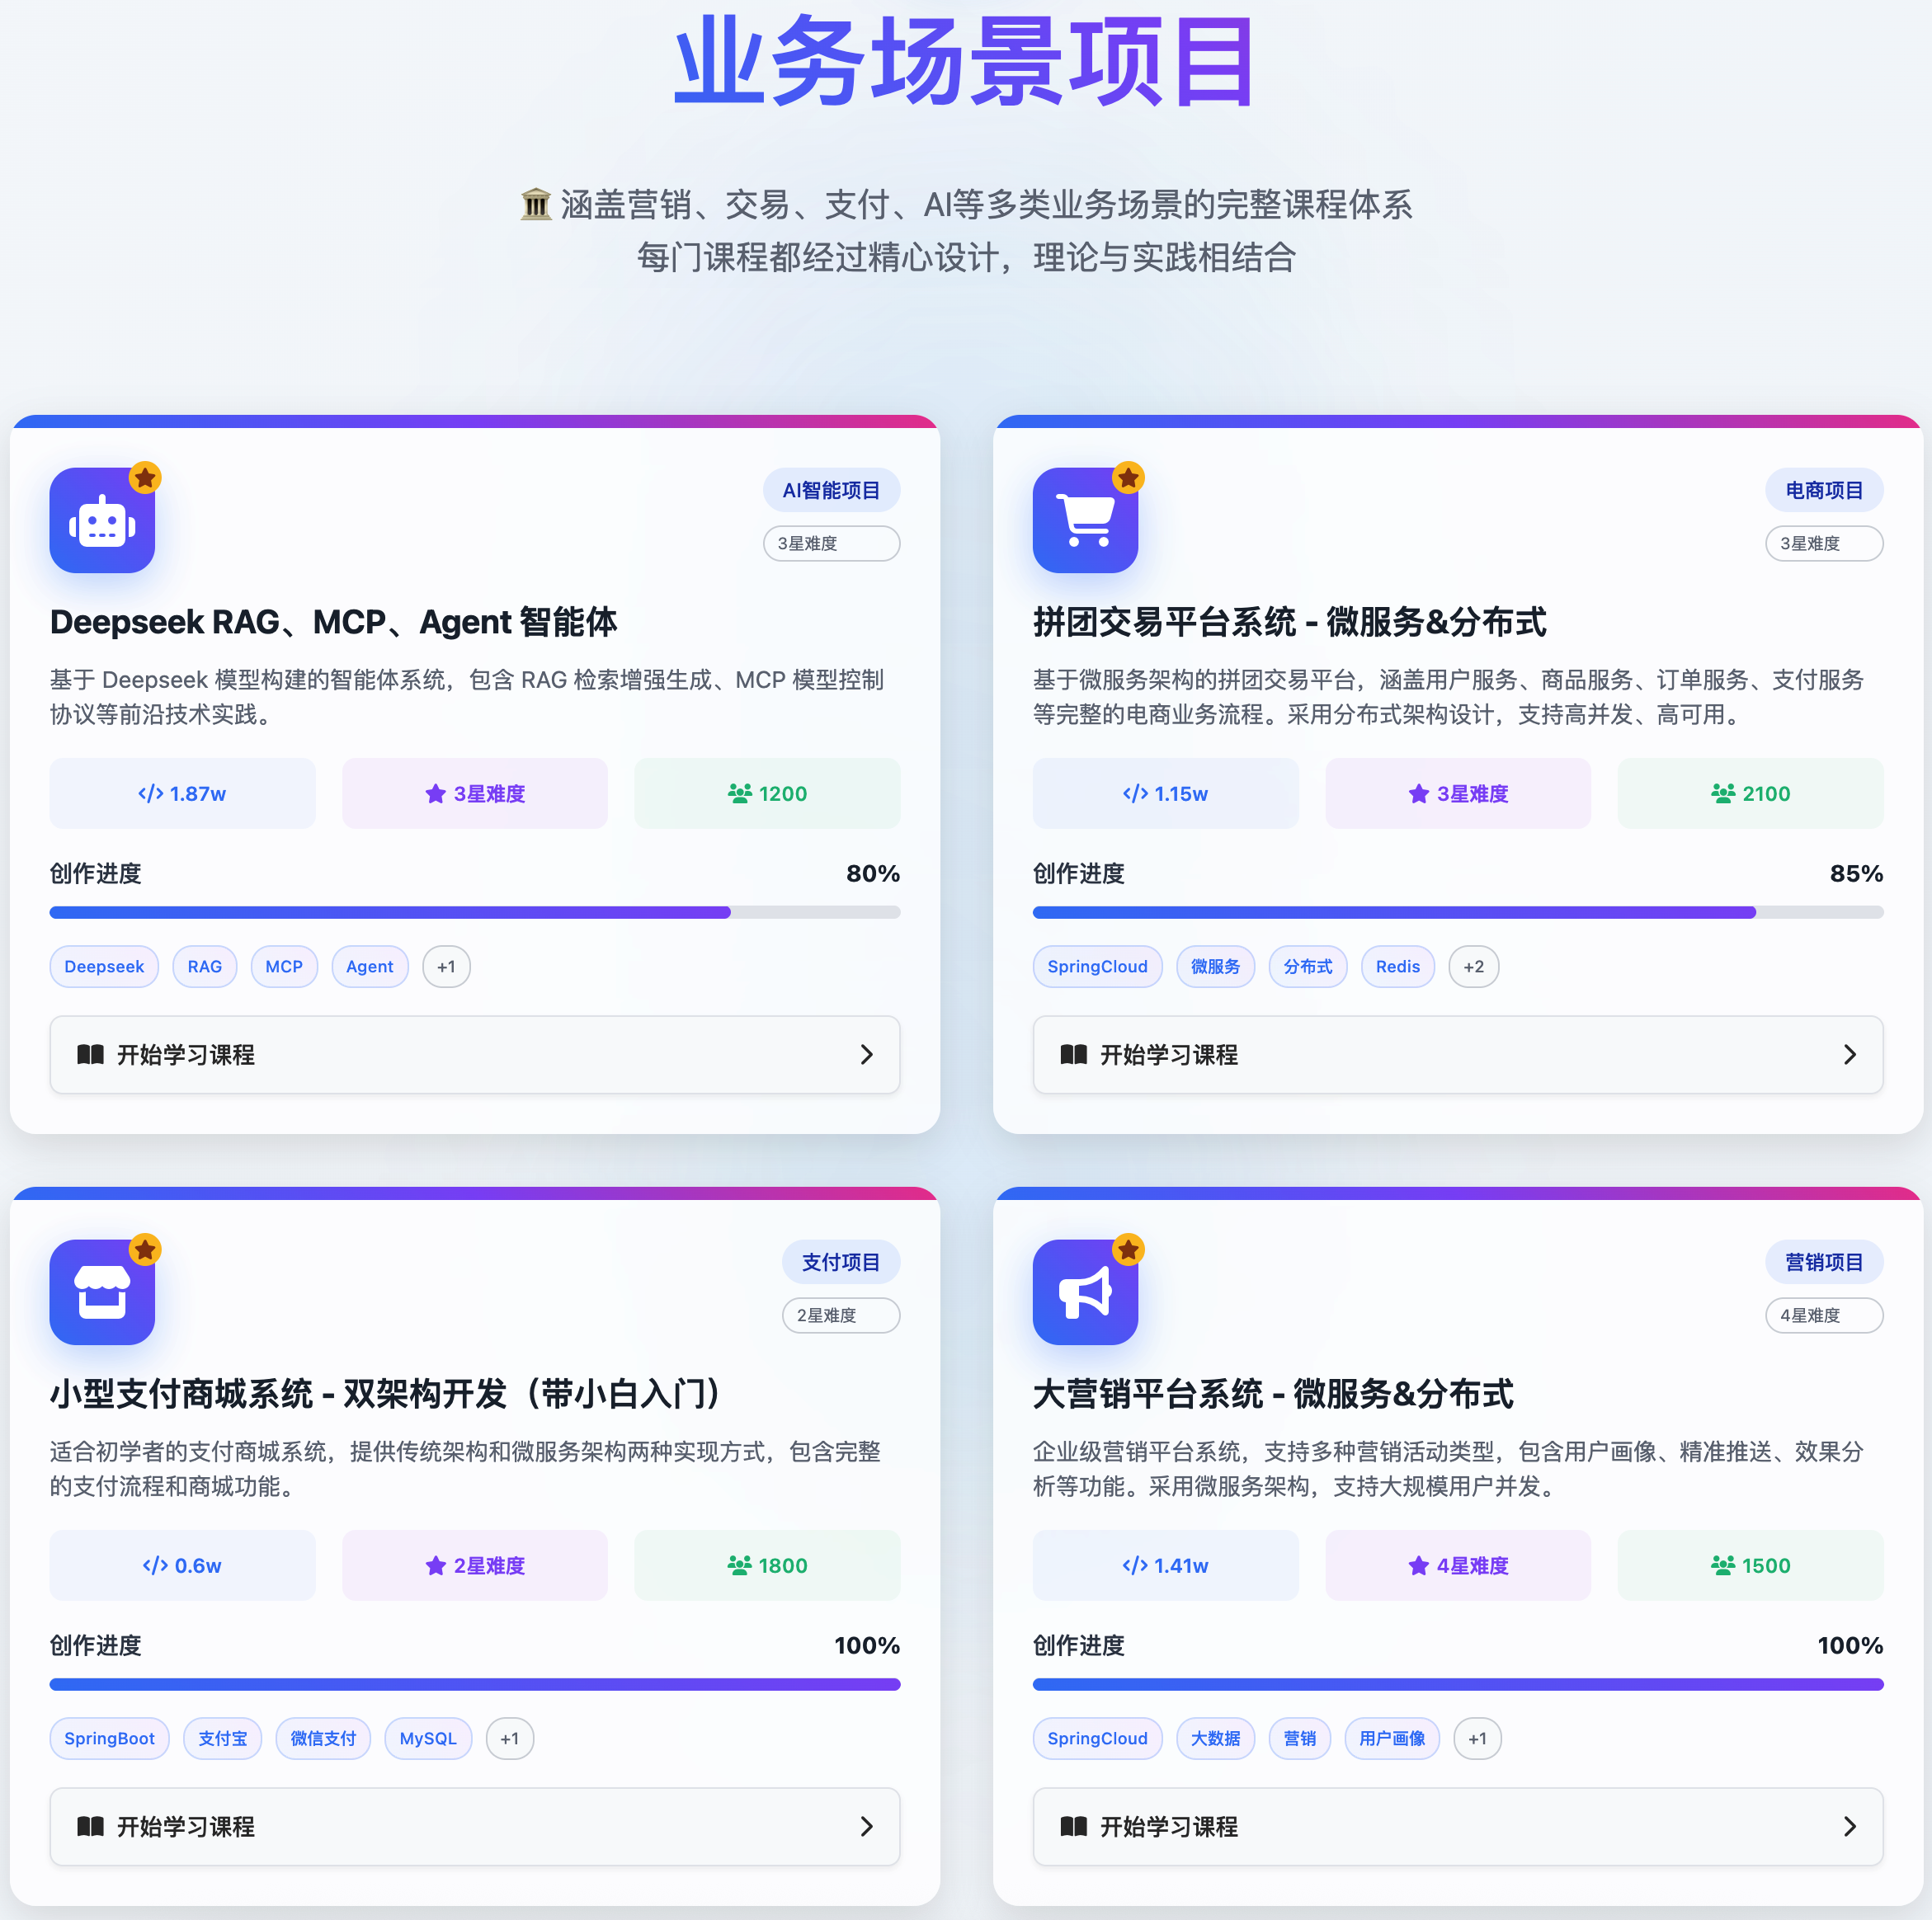 业务场景项目
🏛️ 涵盖营销、交易、支付、AI等多类业务场景的完整课程体系
每门课程都经过精心设计，理论与实践相结合
AI智能项目
3星难度
Deepseek RAG、MCP、Agent 智能体
基于 Deepseek 模型构建的智能体系统，包含 RAG 检索增强生成、MCP 模型控制
协议等前沿技术实践。
1.87w
3星难度
1200
创作进度 80%
Deepseek RAG MCP Agent +1
开始学习课程
电商项目
3星难度
拼团交易平台系统 - 微服务&分布式
基于微服务架构的拼团交易平台，涵盖用户服务、商品服务、订单服务、支付服务
等完整的电商业务流程。采用分布式架构设计，支持高并发、高可用。
1.15w
3星难度
2100
创作进度 85%
SpringCloud 微服务 分布式 Redis +2
开始学习课程
支付项目
2星难度
小型支付商城系统 - 双架构开发（带小白入门）
适合初学者的支付商城系统，提供传统架构和微服务架构两种实现方式，包含完整
的支付流程和商城功能。
0.6w
2星难度
1800
创作进度 100%
SpringBoot 支付宝 微信支付 MySQL +1
开始学习课程
营销项目
4星难度
大营销平台系统 - 微服务&分布式
企业级营销平台系统，支持多种营销活动类型，包含用户画像、精准推送、效果分
析等功能。采用微服务架构，支持大规模用户并发。
1.41w
4星难度
1500
创作进度 100%
SpringCloud 大数据 营销 用户画像 +1
开始学习课程